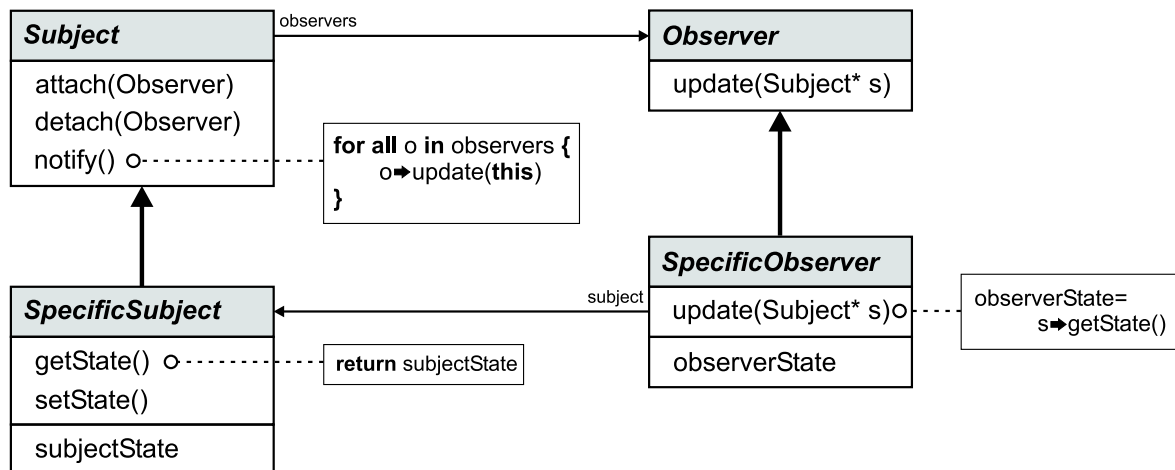 Subject
attach(Observer)
detach(Observer)
notify()
observers
Observer
update(Subject* s)
for all o in observers {
o➡update(this)
}
SpecificSubject
getState()
setState()
subjectState
return subjectState
subject
SpecificObserver
update(Subject* s)
observerState
observerState=
s➡getState()